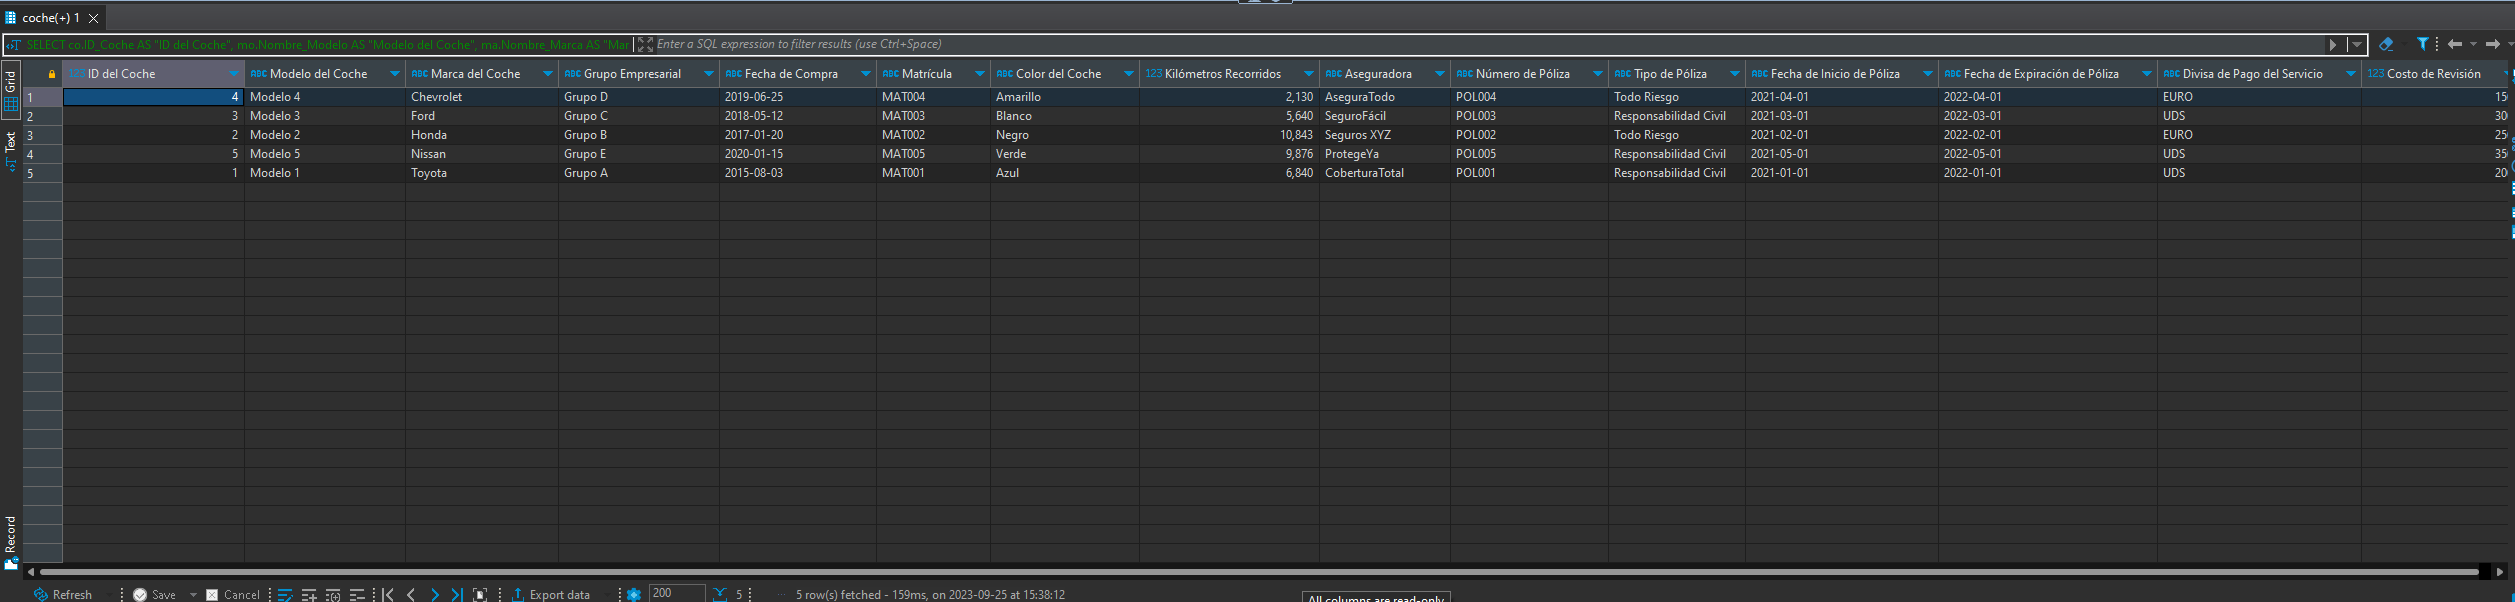 coche(+) 1
SELECT co.ID_Coche AS "ID del Coche", mo.Nombre_Modelo AS "Modelo del Coche", ma.Nombre_Marca AS "Mar Enter a SQL expression to filter results (use Ctrl+Space)
Grid
Text
Record
123 ID del Coche ABC Modelo del Coche ABC Marca del Coche ABC Grupo Empresarial ABC Fecha de Compra ABC Matrícula ABC Color del Coche 123 Kilómetros Recorridos ABC Aseguradora ABC Número de Póliza ABC Tipo de Póliza ABC Fecha de Inicio de Póliza ABC Fecha de Expiración de Póliza ABC Divisa de Pago del Servicio 123 Costo de Revisión
1 4 Modelo 4 Chevrolet Grupo D 2019-06-25 MAT004 Amarillo 2,130 AseguraTodo POL004 Todo Riesgo 2021-04-01 2022-04-01 EURO 15
2 3 Modelo 3 Ford Grupo C 2018-05-12 MAT003 Blanco 5,640 SeguroFácil POL003 Responsabilidad Civil 2021-03-01 2022-03-01 UDS 30
3 2 Modelo 2 Honda Grupo B 2017-01-20 MAT002 Negro 10,843 Seguros XYZ POL002 Todo Riesgo 2021-02-01 2022-02-01 EURO 25
4 5 Modelo 5 Nissan Grupo E 2020-01-15 MAT005 Verde 9,876 ProtegeYa POL005 Responsabilidad Civil 2021-05-01 2022-05-01 UDS 35
5 1 Modelo 1 Toyota Grupo A 2015-08-03 MAT001 Azul 6,840 CoberturaTotal POL001 Responsabilidad Civil 2021-01-01 2022-01-01 UDS 20
Refresh Save Cancel Export data 200 5 5 row(s) fetched - 159ms, on 2023-09-25 at 15:38:12
All columns are read-only